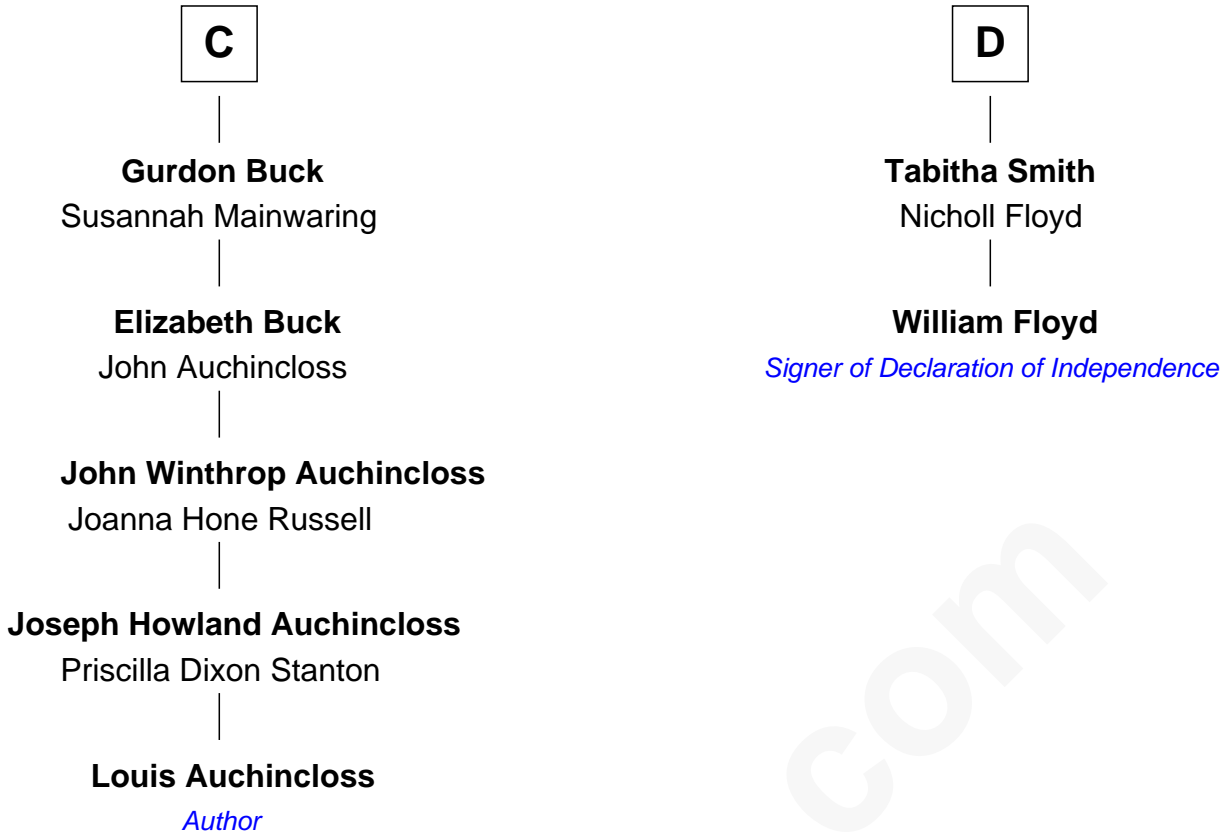 C
Gurdon Buck
Susannah Mainwaring
Elizabeth Buck
John Auchincloss
John Winthrop Auchincloss
Joanna Hone Russell
Joseph Howland Auchincloss
Priscilla Dixon Stanton
Louis Auchincloss
Author
D
Tabitha Smith
Nicholl Floyd
William Floyd
Signer of Declaration of Independence
com